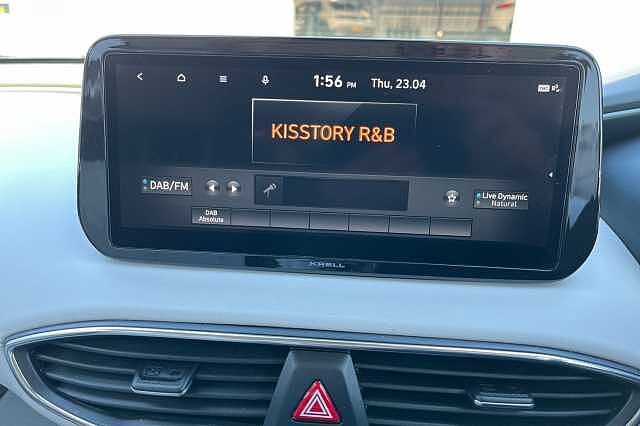 1:56 PM Thu, 23.04
KISSTORY R&B
DAB/FM
Live Dynamic
Natural
DAB
Absolute
KRELL